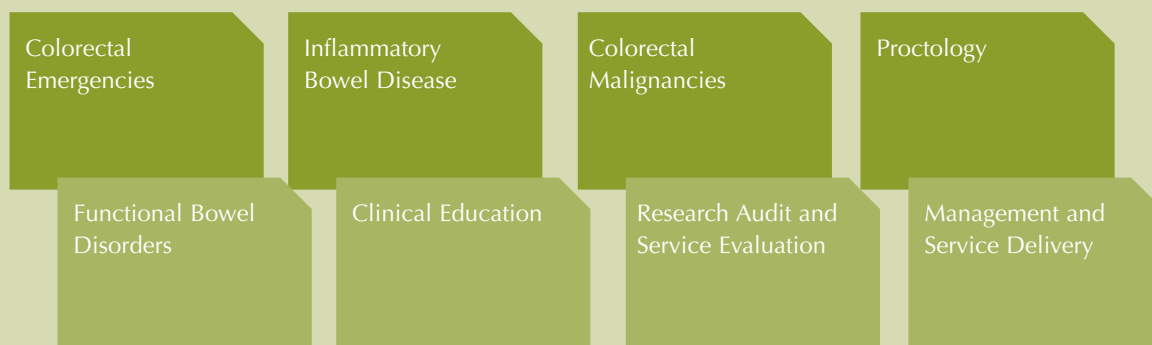 Colorectal
Emergencies
Inflammatory
Bowel Disease
Colorectal
Malignancies
Proctology
Functional Bowel
Disorders
Clinical Education
Research Audit and
Service Evaluation
Management and
Service Delivery